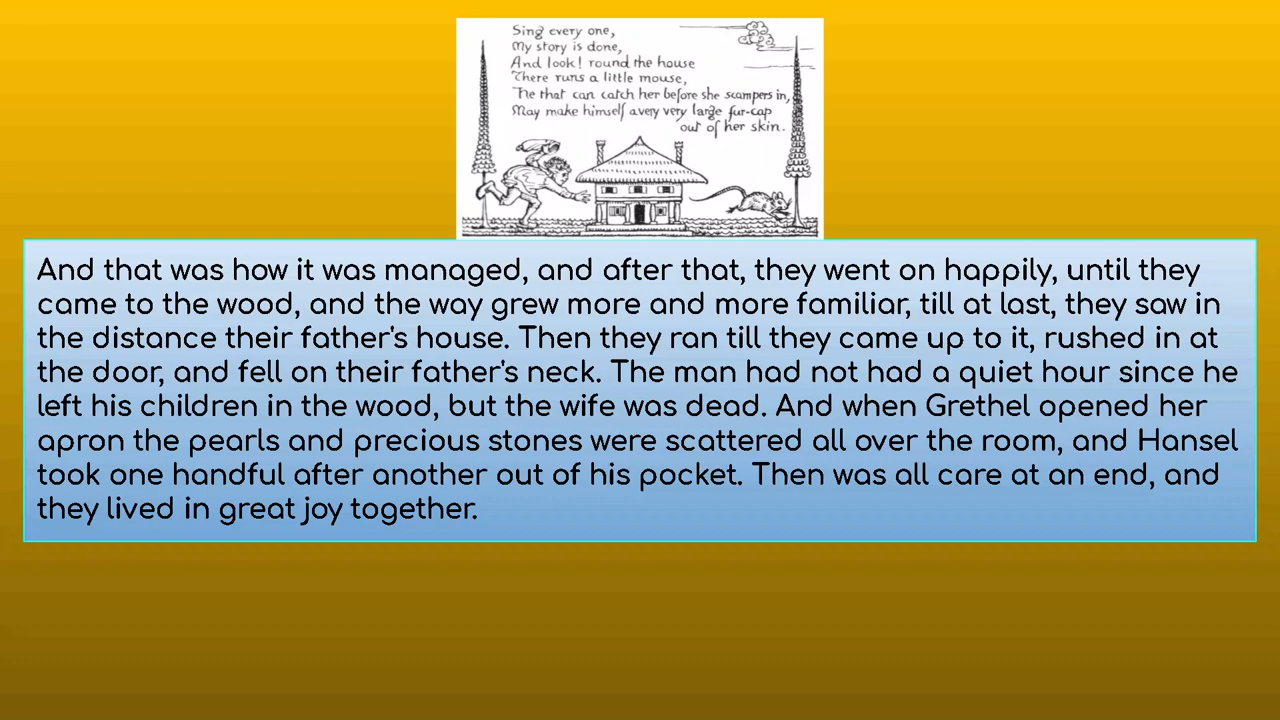 Sing every one,
My story is done,
And look! round the house
There runs a little mouse,
He that can catch her before she scampers in,
May make himself a very very large fur-cap
out of her skin.
And that was how it was managed, and after that, they went on happily, until they
came to the wood, and the way grew more and more familiar, till at last, they saw in
the distance their father's house. Then they ran till they came up to it, rushed in at
the door, and fell on their father's neck. The man had not had a quiet hour since he
left his children in the wood, but the wife was dead. And when Grethel opened her
apron the pearls and precious stones were scattered all over the room, and Hansel
took one handful after another out of his pocket. Then was all care at an end, and
they lived in great joy together.